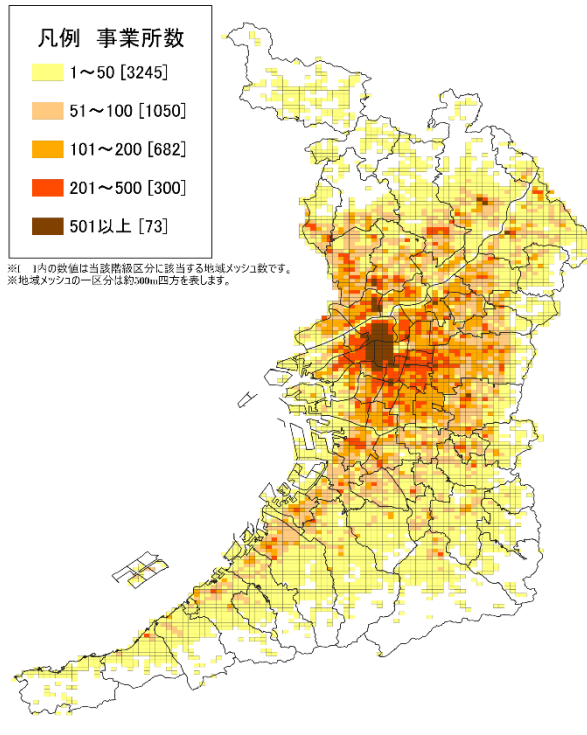 凡例 事業所数
1～50 [3245]
51～100 [1050]
101～200 [682]
201～500 [300]
501以上 [73]
※[ ]内の数値は当該階級区分に該当する地域メッシュ数です。
※地域メッシュの一区分は約500m四方を表します。